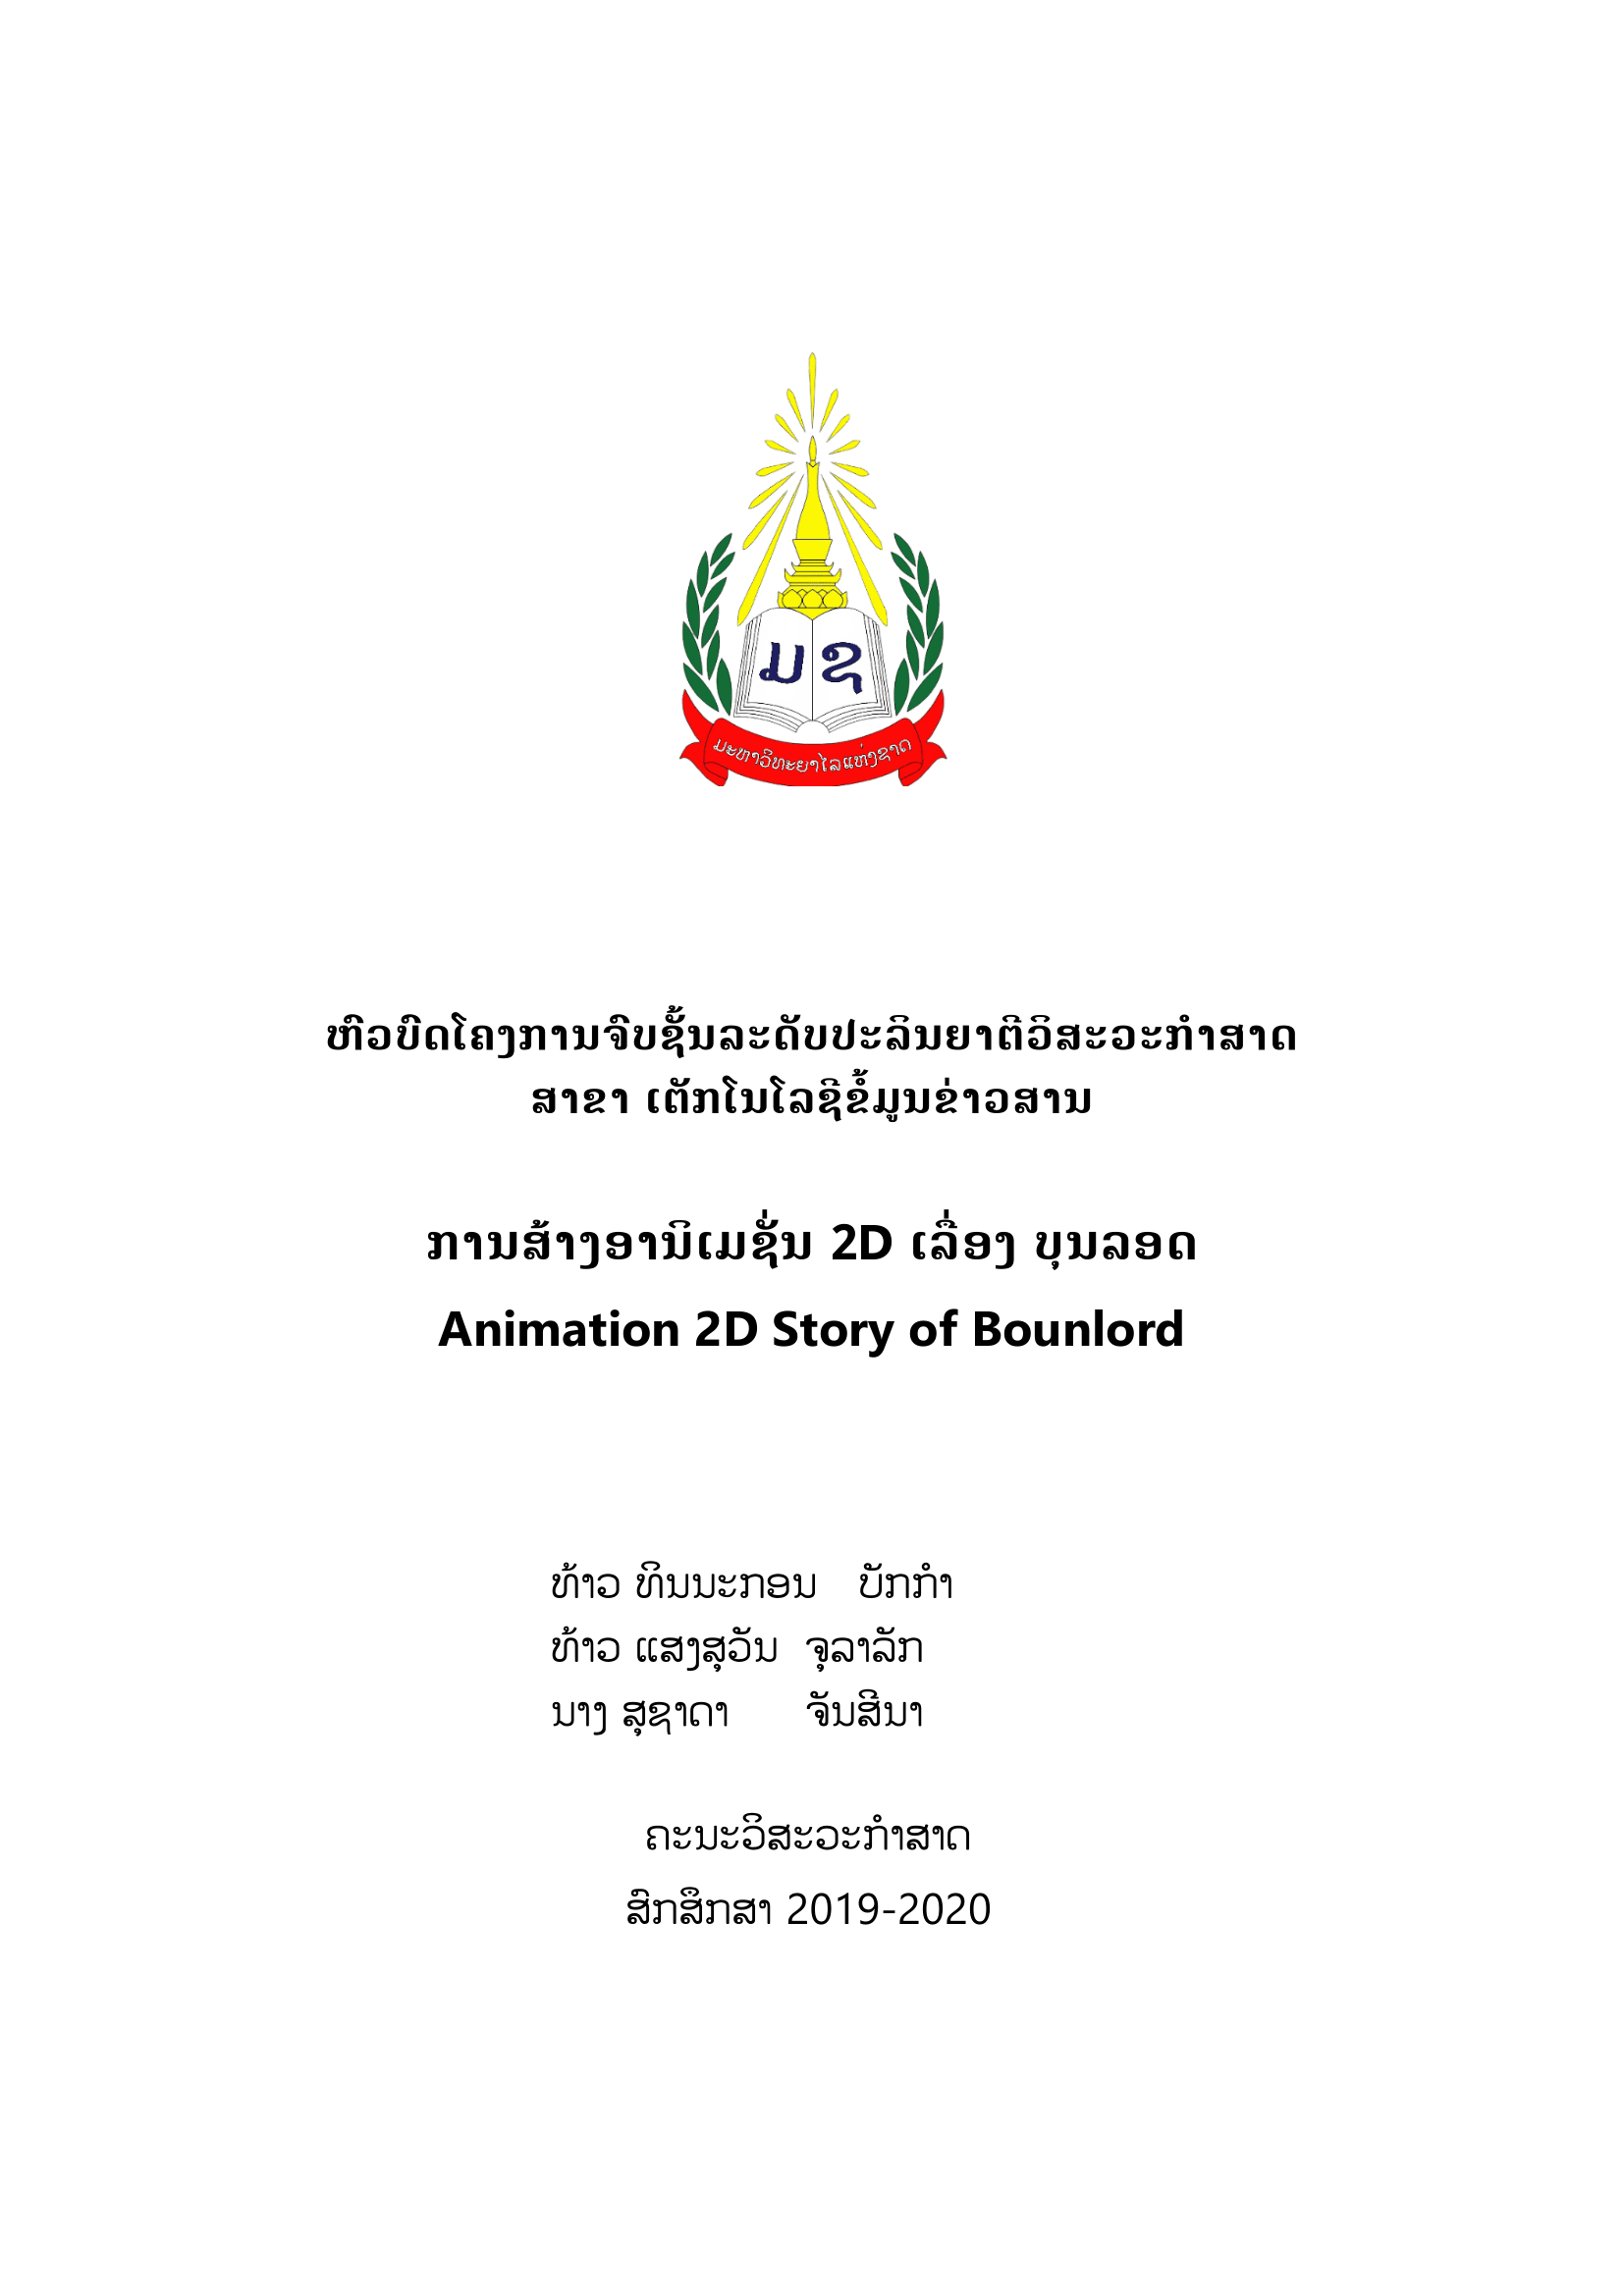 ມຊ
ມະຫາວິທະຍາໄລແຫ່ງຊາດ
ຫົວບົດໂຄງການຈົບຊັ້ນລະດັບປະລິນຍາຕີວິສະວະກຳສາດ
ສາຂາ ເຕັກໂນໂລຊີຂໍ້ມູນຂ່າວສານ
ການສ້າງອານິເມຊັ່ນ 2D ເລື່ອງ ບຸນລອດ
Animation 2D Story of Bounlord
ທ້າວ ທິນນະກອນ ບັກກຳ
ທ້າວ ແສງສຸວັນ ຈຸລາລັກ
ນາງ ສຸຊາດາ ຈັນສີນາ
ຄະນະວິສະວະກຳສາດ
ສົກສຶກສາ 2019-2020